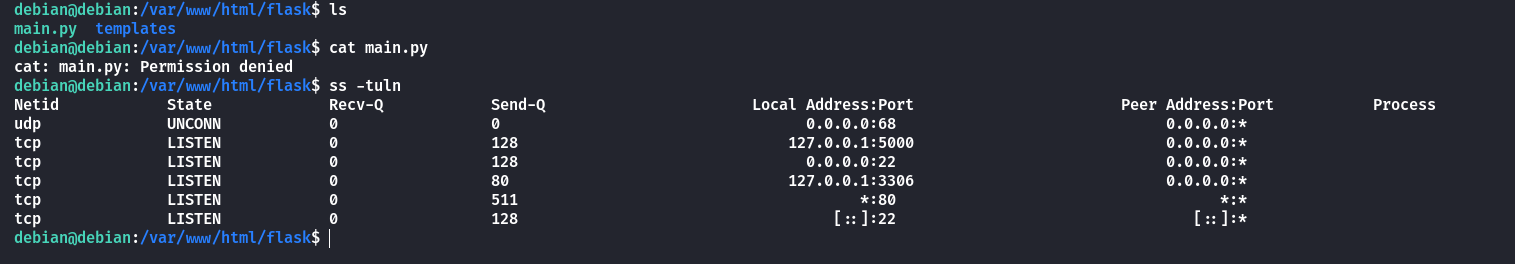 debian@debian:/var/www/html/flask$ ls
main.py  templates
debian@debian:/var/www/html/flask$ cat main.py
cat: main.py: Permission denied
debian@debian:/var/www/html/flask$ ss -tuln
Netid State Recv-Q Send-Q Local Address:Port Peer Address:Port Process
udp UNCONN 0 0 0.0.0.0:68 0.0.0.0:*
tcp LISTEN 0 128 127.0.0.1:5000 0.0.0.0:*
tcp LISTEN 0 128 0.0.0.0:22 0.0.0.0:*
tcp LISTEN 0 80 127.0.0.1:3306 0.0.0.0:*
tcp LISTEN 0 511 *:80 *:*
tcp LISTEN 0 128 [::]:22 [::]:*
debian@debian:/var/www/html/flask$